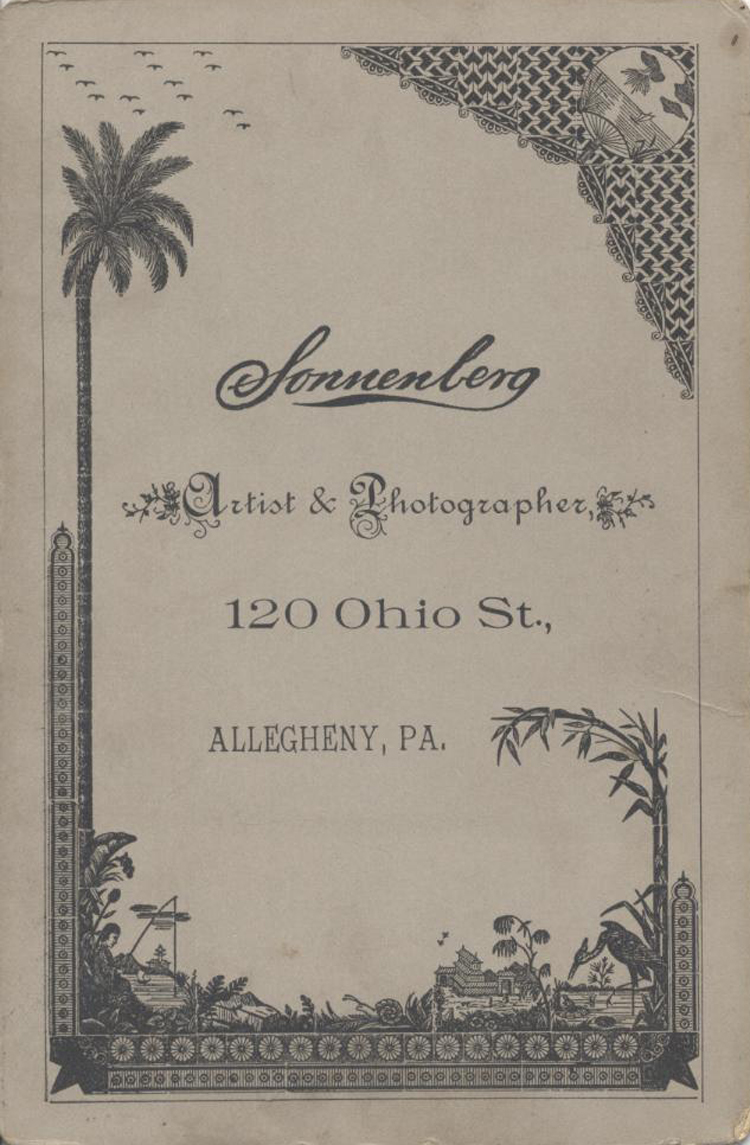 Sonnenberg
Artist & Photographer,
120 Ohio St.,
ALLEGHENY, PA.